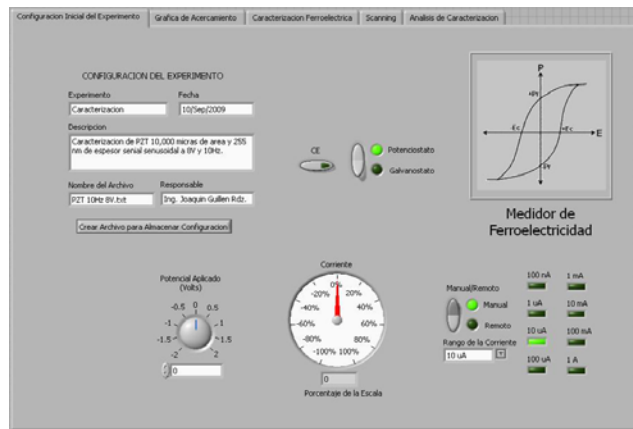 Configuracion Inicial del Experimento
Grafica de Acercamiento
Caracterizacion Ferroelectrica
Scanning
Analisis de Caracterizacion
CONFIGURACION DEL EXPERIMENTO
Experimento
Fecha
Caracterizacion
10/Sep/2009
Descripcion
Caracterizacion de PZT 10,000 micras de area y 255
nm de espesor senial senusoidal a 8V y 10Hz.
Nombre del Archivo
Responsable
PZT 10Hz 8V.txt
Ing. Joaquin Guillen Rdz.
Crear Archivo para Almacenar Configuracion
CE
Potenciostato
Galvanostato
P
+Pr
-Ec
+Ec
E
-Pr
Medidor de
Ferroelectricidad
Potencial Aplicado
(Volts)
-0.5 0 0.5
-1 1
-1.5 1.5
-2 2
0
Corriente
0%
-20% 20%
-40% 40%
-60% 60%
-80% 80%
-100% 100%
0
Porcentaje de la Escala
Manual/Remoto
Manual
Remoto
Rango de la Corriente
10 uA
100 nA 1 mA
1 uA 10 mA
10 uA 100 mA
100 uA 1 A